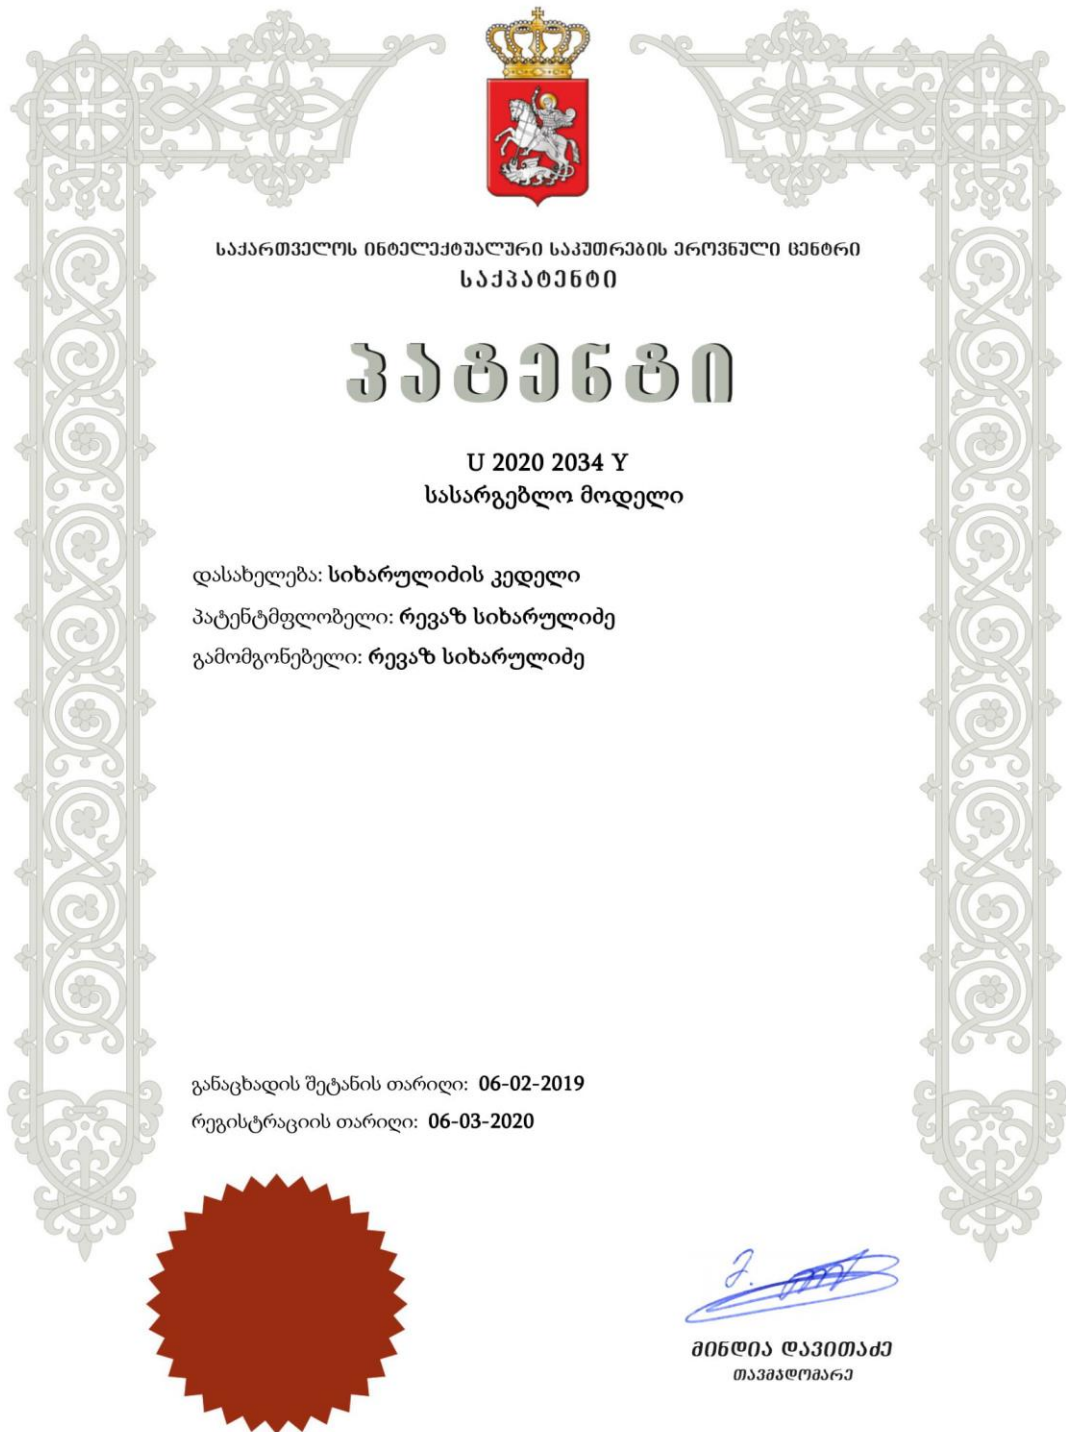 საქართველოს ინტელექტუალური საკუთრების ეროვნული ცენტრი
საქპატენტი
პატენტი
U 2020 2034 Y
სასარგებლო მოდელი
დასახელება: სიხარულიძის კედელი
პატენტმფლობელი: რევაზ სიხარულიძე
გამომგონებელი: რევაზ სიხარულიძე
განაცხადის შეტანის თარიღი: 06-02-2019
რეგისტრაციის თარიღი: 06-03-2020
მინდია დავითაძე
თავმჯდომარე